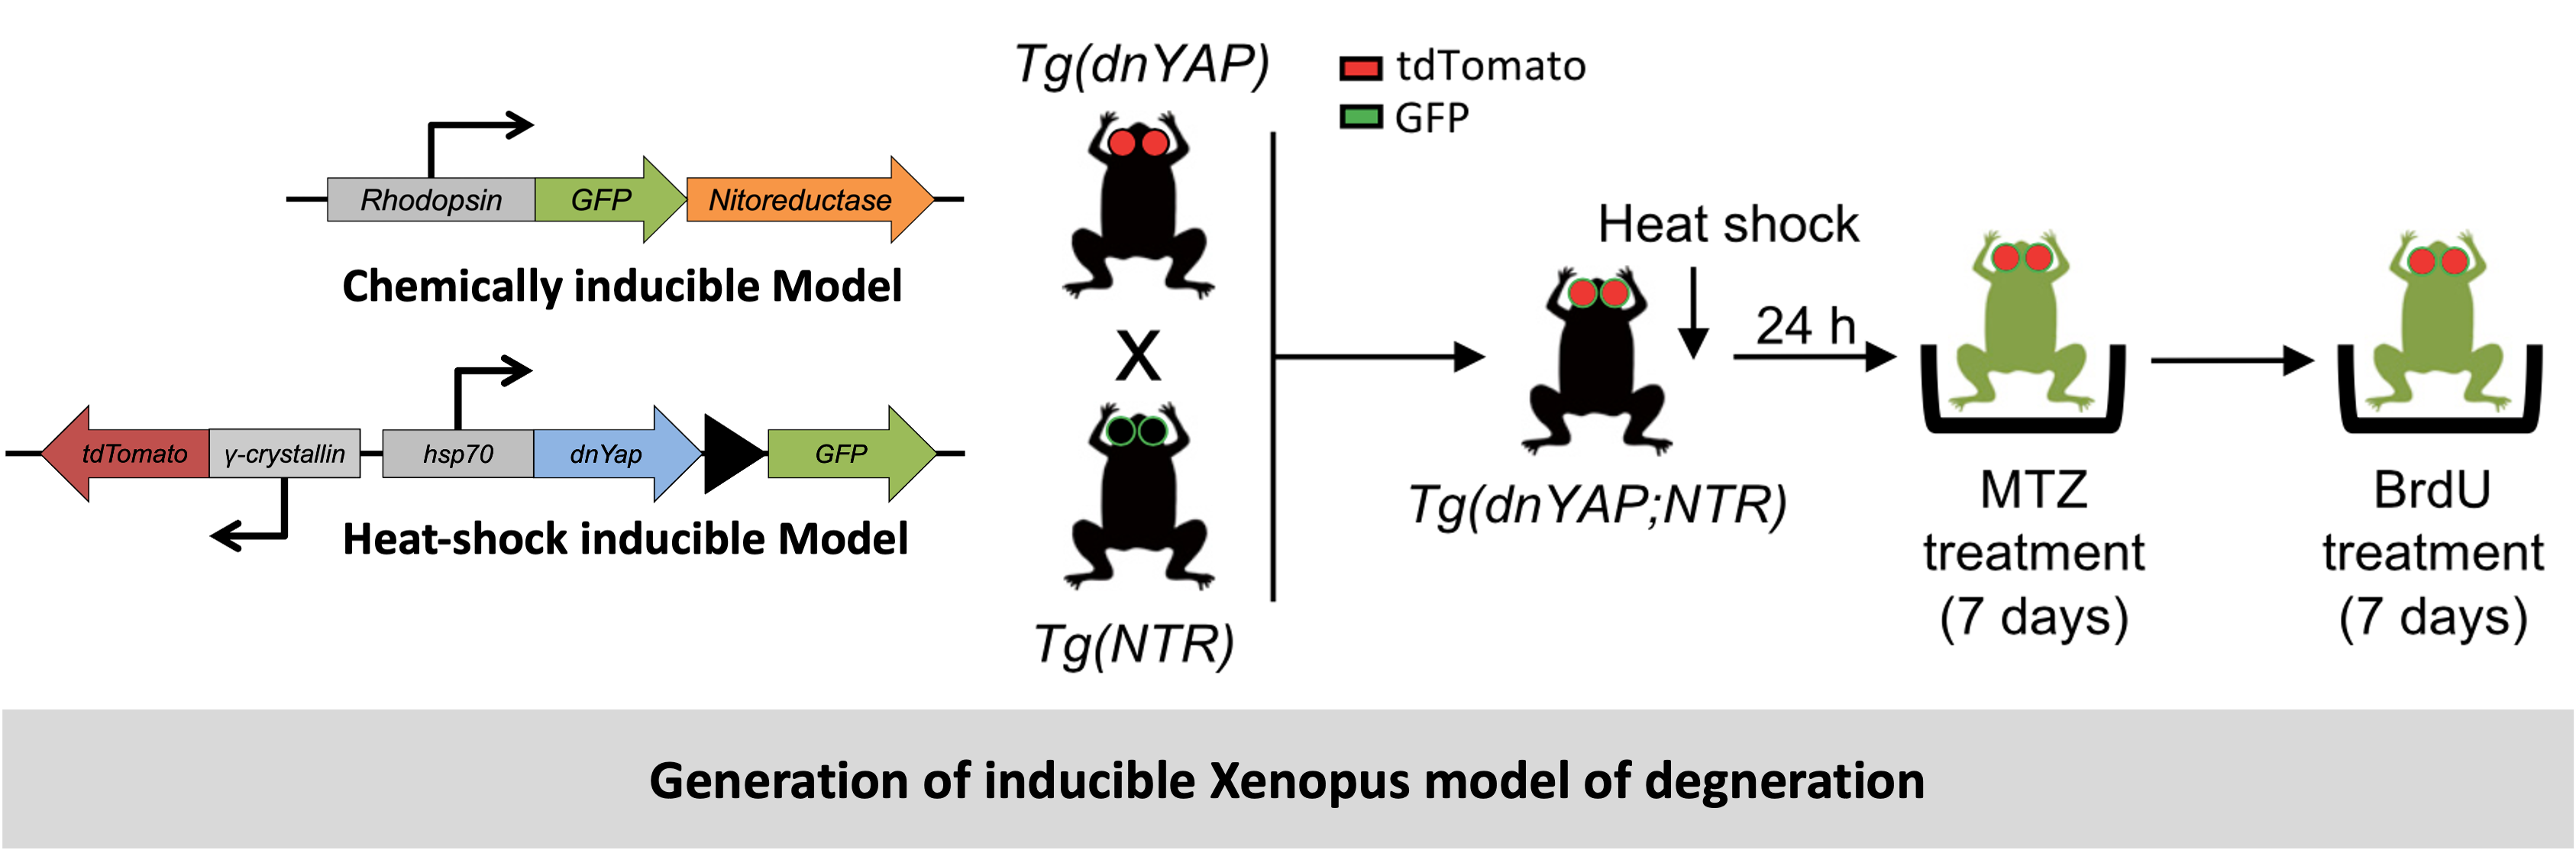 Rhodopsin GFP Nitoreductase
Chemically inducible Model
tdTomato γ-crystallin hsp70 dnYap GFP
Heat-shock inducible Model
Tg(dnYAP)
X
Tg(NTR)
tdTomato
GFP
Tg(dnYAP;NTR)
Heat shock
24 h
MTZ
treatment
(7 days)
BrdU
treatment
(7 days)
Generation of inducible Xenopus model of degneration